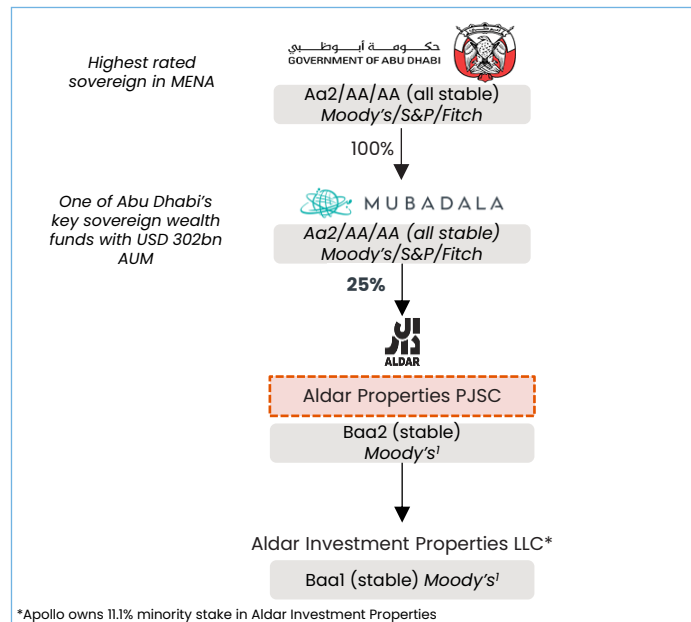 Highest rated
sovereign in MENA
حكومة أبوظبي
GOVERNMENT OF ABU DHABI
Aa2/AA/AA (all stable)
Moody's/S&P/Fitch
100%
One of Abu Dhabi's
key sovereign wealth
funds with USD 302bn
AUM
MUBADALA
Aa2/AA/AA (all stable)
Moody's/S&P/Fitch
25%
الدار
ALDAR
Aldar Properties PJSC
Baa2 (stable)
Moody's¹
Aldar Investment Properties LLC*
Baa1 (stable) Moody's¹
*Apollo owns 11.1% minority stake in Aldar Investment Properties